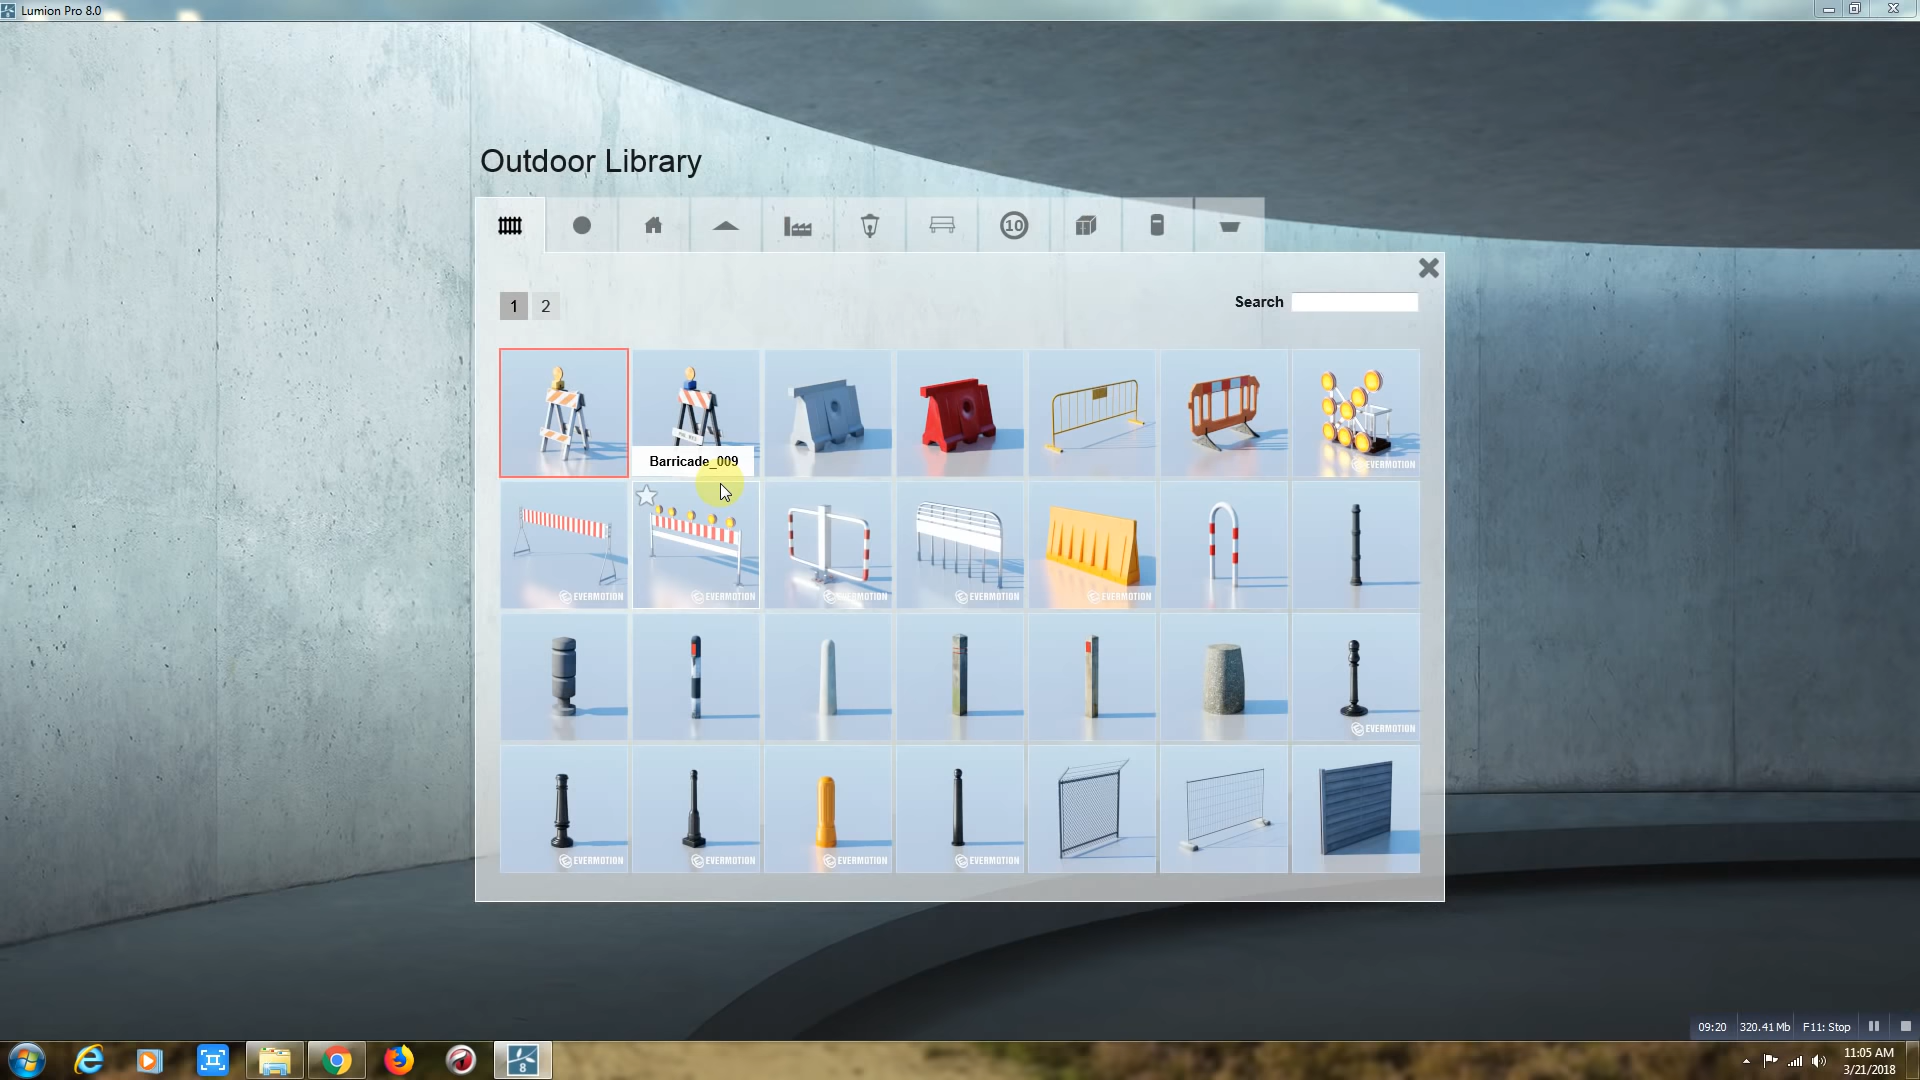 Lumion Pro 8.0
Outdoor Library
10
1 2
Search
Barricade_009
EVERMOTION
EVERMOTION
EVERMOTION
EVERMOTION
EVERMOTION
EVERMOTION
EVERMOTION
EVERMOTION
EVERMOTION
EVERMOTION
09:20 320.41 Mb F11: Stop
8
11:05 AM
3/21/2018